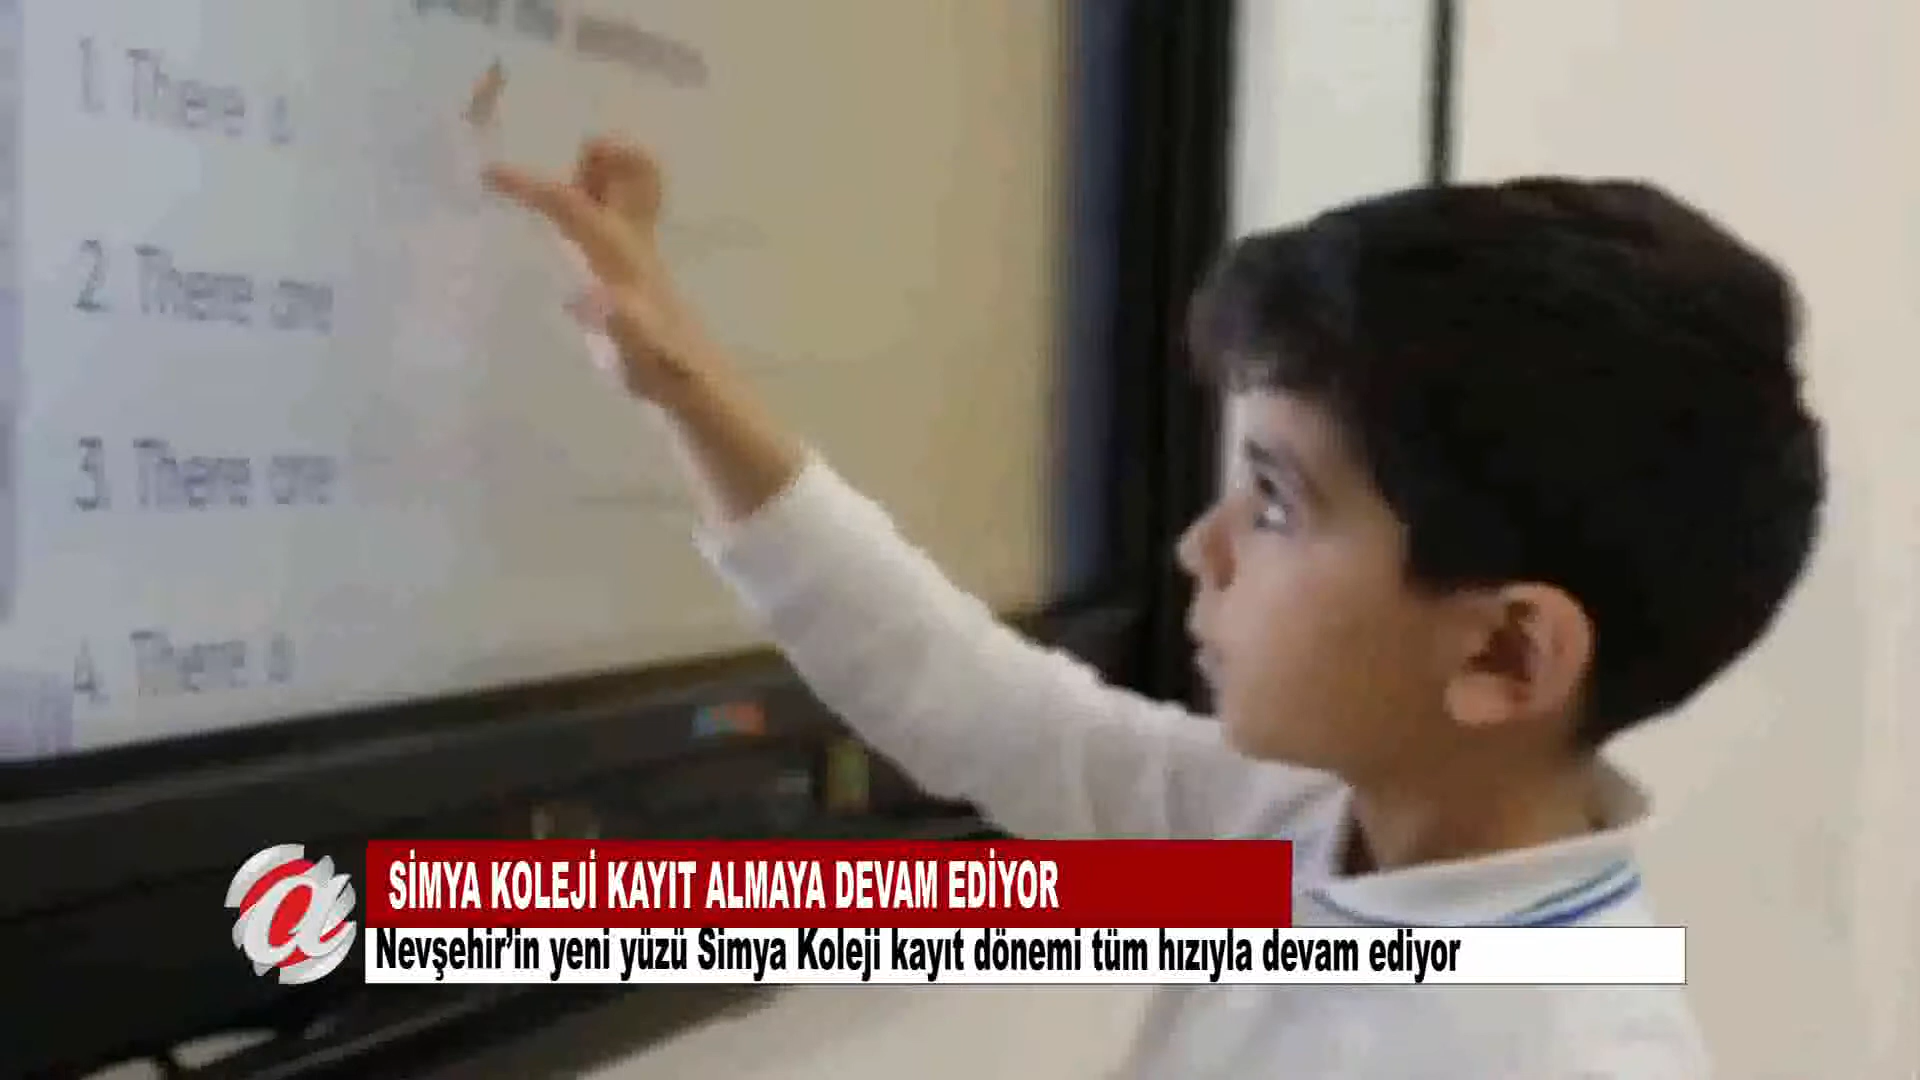 1. There a
2. There are
3. There are
4. There a
SİMYA KOLEJİ KAYIT ALMAYA DEVAM EDİYOR
Nevşehir’in yeni yüzü Simya Koleji kayıt dönemi tüm hızıyla devam ediyor